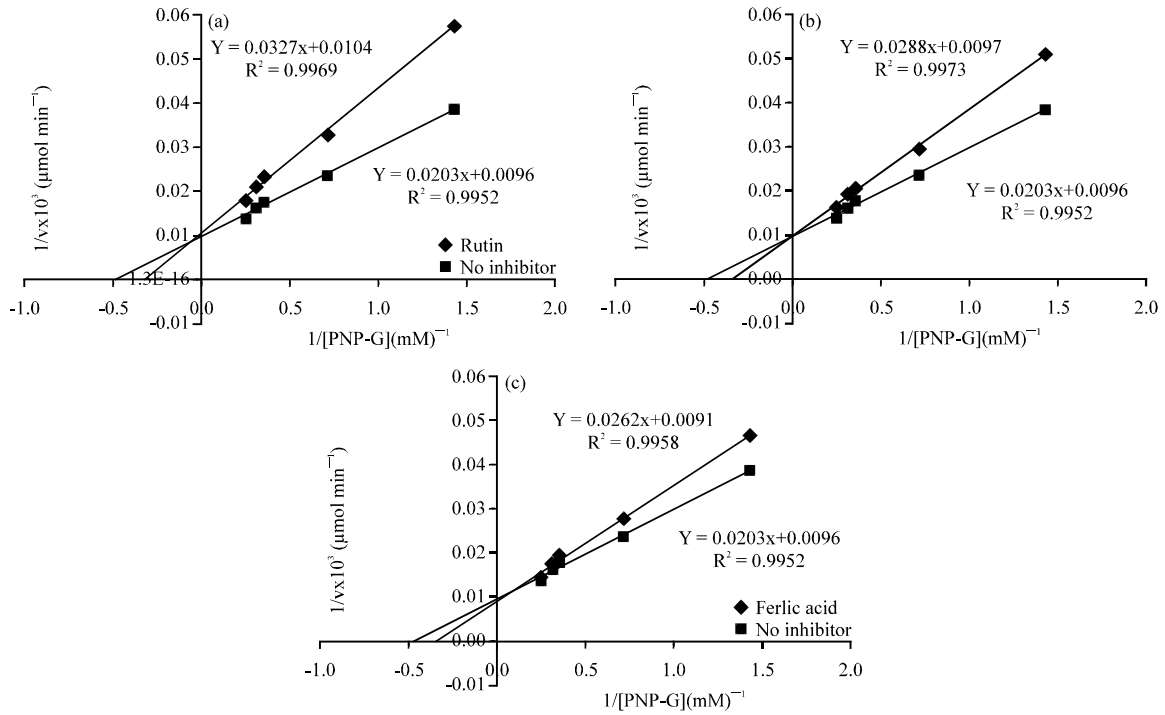 (a)
0.06
0.05
0.04
0.03
0.02
0.01
1.3E-16
-0.01
Y = 0.0327x+0.0104
R² = 0.9969
Y = 0.0203x+0.0096
R² = 0.9952
Rutin
No inhibitor
-1.0 -0.5 0.0 0.5 1.0 1.5 2.0
1/[PNP-G](mM)⁻¹
1/vx10³ (µmol min⁻¹)
(b)
0.06
0.05
0.04
0.03
0.02
0.01
0.00
-0.01
Y = 0.0288x+0.0097
R² = 0.9973
Y = 0.0203x+0.0096
R² = 0.9952
-1.0 -0.5 0.0 0.5 1.0 1.5 2.0
1/[PNP-G](mM)⁻¹
1/vx10³ (µmol min⁻¹)
(c)
0.06
0.05
0.04
0.03
0.02
0.01
0.00
-0.01
Y = 0.0262x+0.0091
R² = 0.9958
Y = 0.0203x+0.0096
R² = 0.9952
Ferlic acid
No inhibitor
-1.0 -0.5 0.0 0.5 1.0 1.5 2.0
1/[PNP-G](mM)⁻¹
1/vx10³ (µmol min⁻¹)